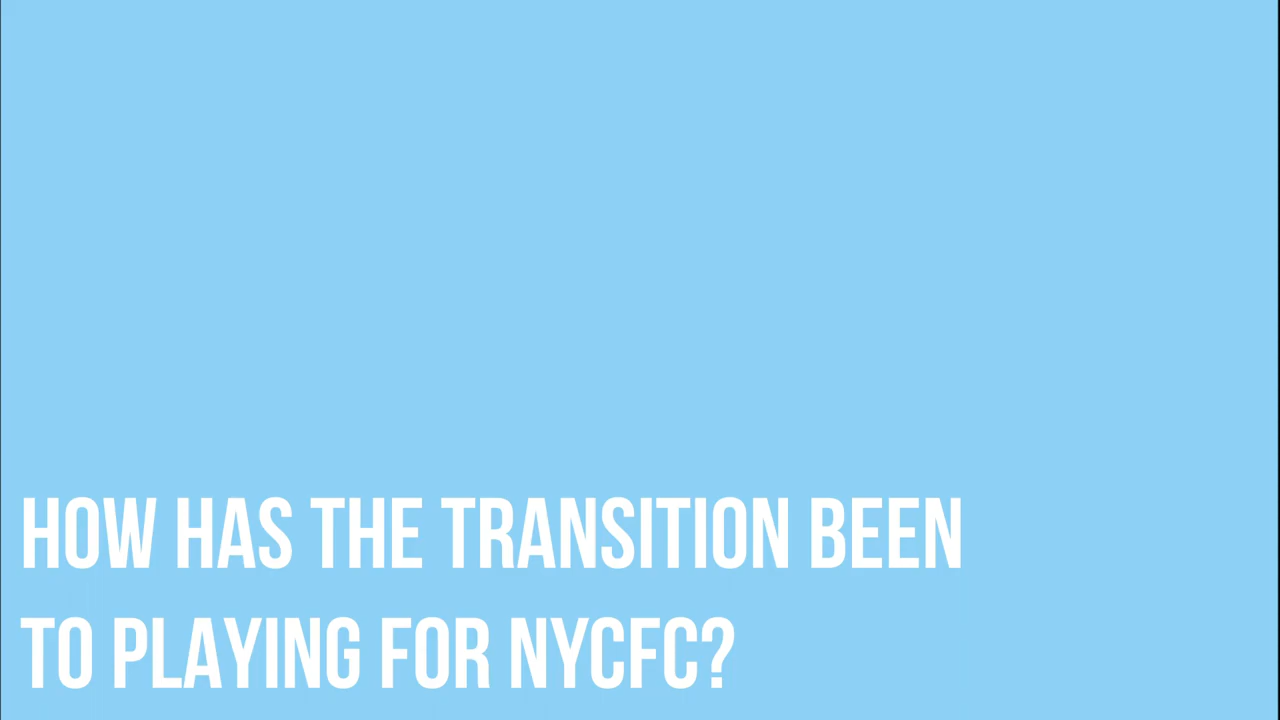 HOW HAS THE TRANSITION BEEN
TO PLAYING FOR NYCFC?